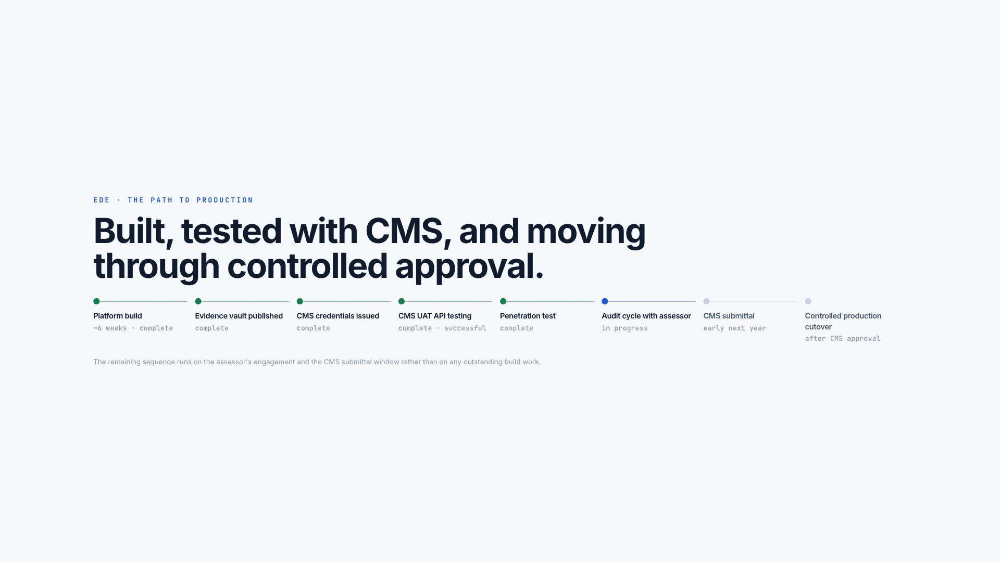 EDE · THE PATH TO PRODUCTION
Built, tested with CMS, and moving
through controlled approval.
Platform build
~6 weeks · complete
Evidence vault published
complete
CMS credentials issued
complete
CMS UAT API testing
complete · successful
Penetration test
complete
Audit cycle with assessor
in progress
CMS submittal
early next year
Controlled production
cutover
after CMS approval
The remaining sequence runs on the assessor's engagement and the CMS submittal window rather than on any outstanding build work.